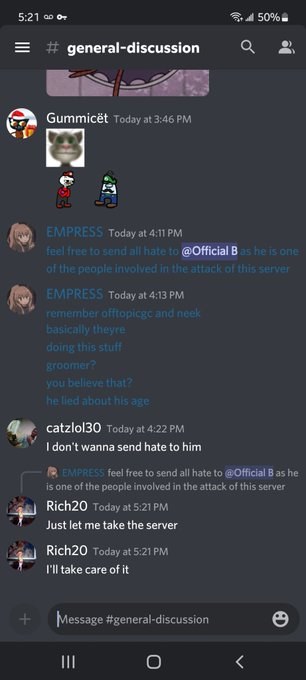 5:21
50%
# general-discussion
Gummicët Today at 3:46 PM
EMPRESS Today at 4:11 PM
feel free to send all hate to @Official B as he is one
of the people involved in the attack of this server
EMPRESS Today at 4:13 PM
remember offtopicgc and neek
basically theyre
doing this stuff
groomer?
you believe that?
he lied about his age
catzlol30 Today at 4:22 PM
I don't wanna send hate to him
EMPRESS feel free to send all hate to @Official B as he
is one of the people involved in the attack of this server
Rich20 Today at 5:21 PM
Just let me take the server
Rich20 Today at 5:21 PM
I'll take care of it
Message #general-discussion